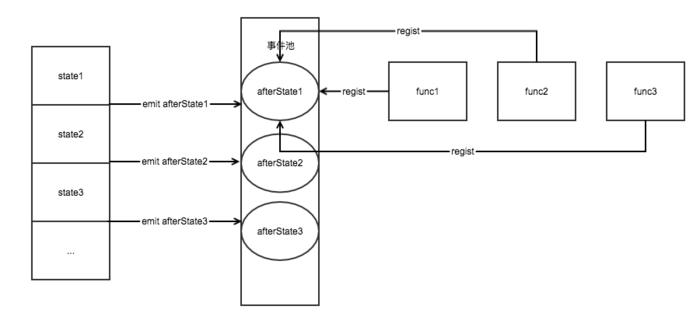 regist
事件池
state1
afterState1
regist
func1
func2
func3
emit afterState1
state2
regist
emit afterState2
afterState2
state3
emit afterState3
afterState3
...